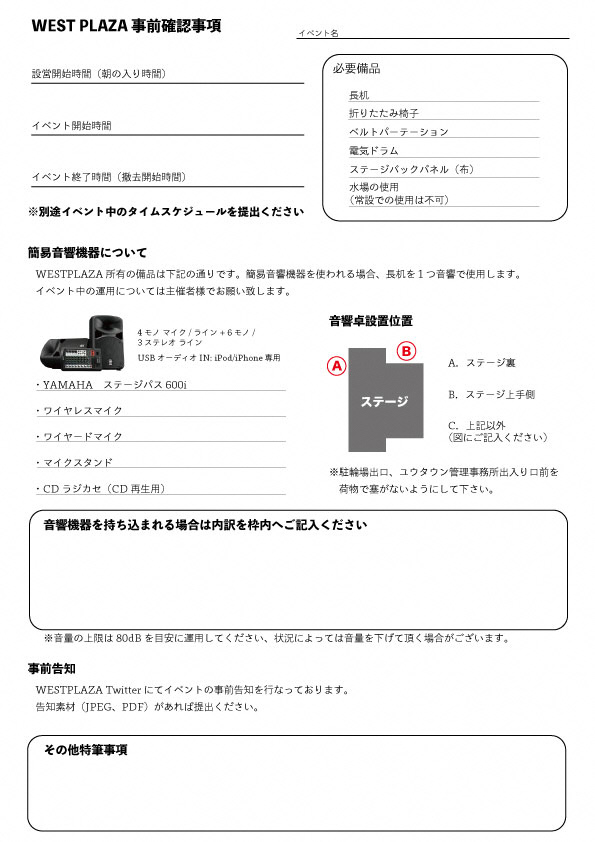 WEST PLAZA 事前確認事項
イベント名
設営開始時間（朝の入り時間）
イベント開始時間
イベント終了時間（撤去開始時間）
※別途イベント中のタイムスケジュールを提出ください
必要備品
長机
折りたたみ椅子
ベルトパーテーション
電気ドラム
ステージバックパネル（布）
水場の使用
（常設での使用は不可）
簡易音響機器について
WESTPLAZA 所有の備品は下記の通りです。簡易音響機器を使われる場合、長机を１つ音響で使用します。
イベント中の運用については主催者様でお願い致します。
4 モノ マイク / ライン + 6 モノ /
3 ステレオ ライン
USB オーディオ IN: iPod/iPhone 専用
・YAMAHA　ステージパス 600i
・ワイヤレスマイク
・ワイヤードマイク
・マイクスタンド
・CD ラジカセ（CD 再生用）
音響卓設置位置
A
B
ステージ
A．ステージ裏
B．ステージ上手側
C．上記以外
（図にご記入ください）
※駐輪場出口、ユウタウン管理事務所出入り口前を
荷物で塞がないようにして下さい。
音響機器を持ち込まれる場合は内訳を枠内へご記入ください
※音量の上限は 80dB を目安に運用してください、状況によっては音量を下げて頂く場合がございます。
事前告知
WESTPLAZA Twitter にてイベントの事前告知を行なっております。
告知素材（JPEG、PDF）があれば提出ください。
その他特筆事項